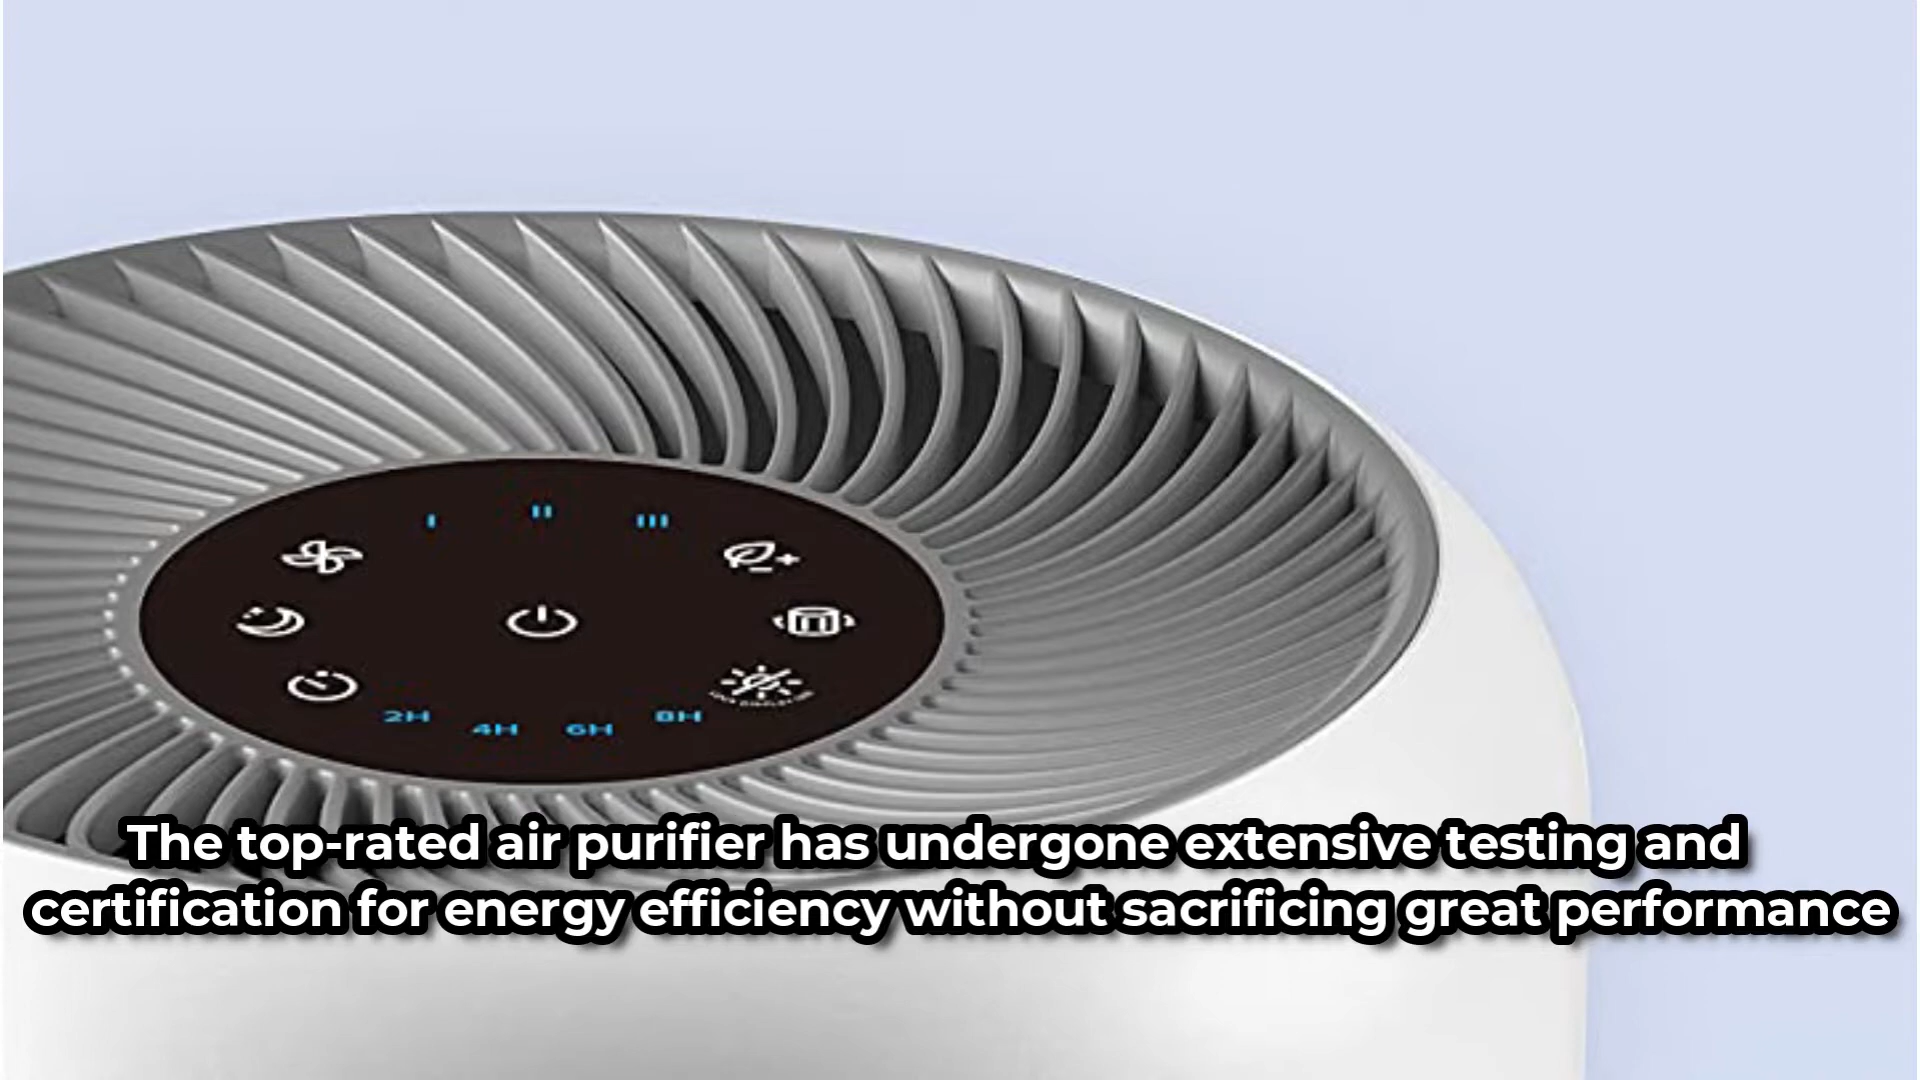 I II III
2H 4H 6H 8H
The top-rated air purifier has undergone extensive testing and
certification for energy efficiency without sacrificing great performance